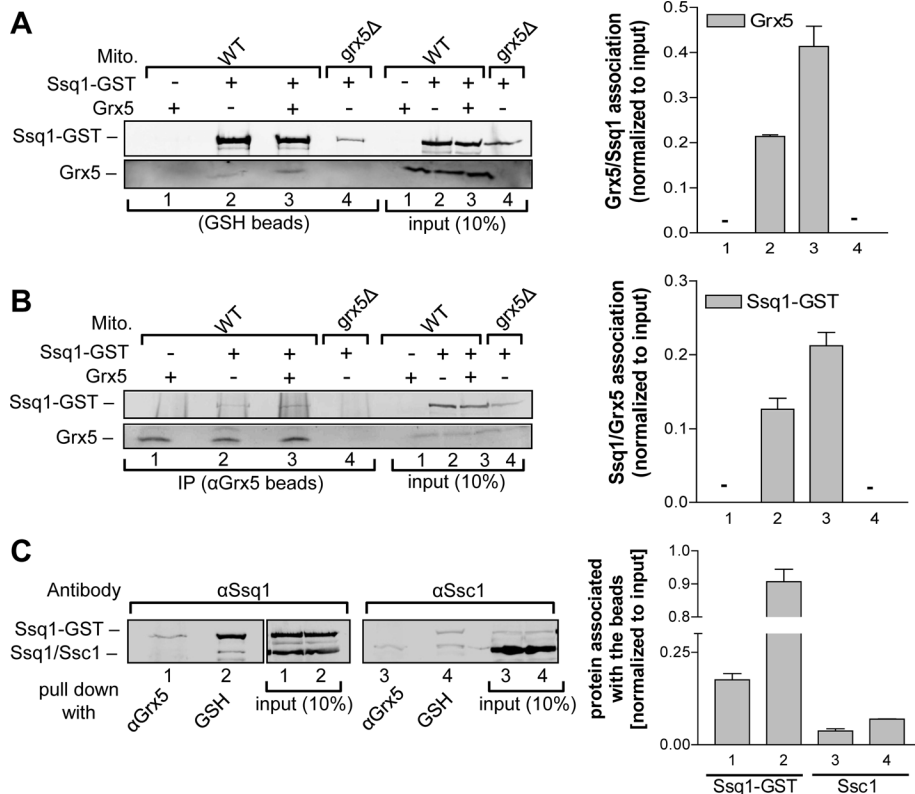 A
Mito. WT grx5Δ WT grx5Δ
Ssq1-GST - + + + - + + +
Grx5 + - + - + - + -
Ssq1-GST –
Grx5 –
1 2 3 4 1 2 3 4
(GSH beads) input (10%)
Grx5/Ssq1 association
(normalized to input)
Grx5
0.5
0.4
0.3
0.2
0.1
0.0
1 2 3 4
B
Mito. WT grx5Δ WT grx5Δ
Ssq1-GST - + + + - + + +
Grx5 + - + - + - + -
Ssq1-GST –
Grx5 –
1 2 3 4 1 2 3 4
IP (αGrx5 beads) input (10%)
Ssq1/Grx5 association
(normalized to input)
Ssq1-GST
0.3
0.2
0.1
0.0
1 2 3 4
C
Antibody αSsq1 αSsc1
Ssq1-GST –
Ssq1/Ssc1 –
1 2 1 2 3 4 3 4
pull down with αGrx5 GSH input (10%) αGrx5 GSH input (10%)
protein associated
with the beads
[normalized to input]
1.0
0.9
0.8
0.25
0.00
1 2 3 4
Ssq1-GST Ssc1